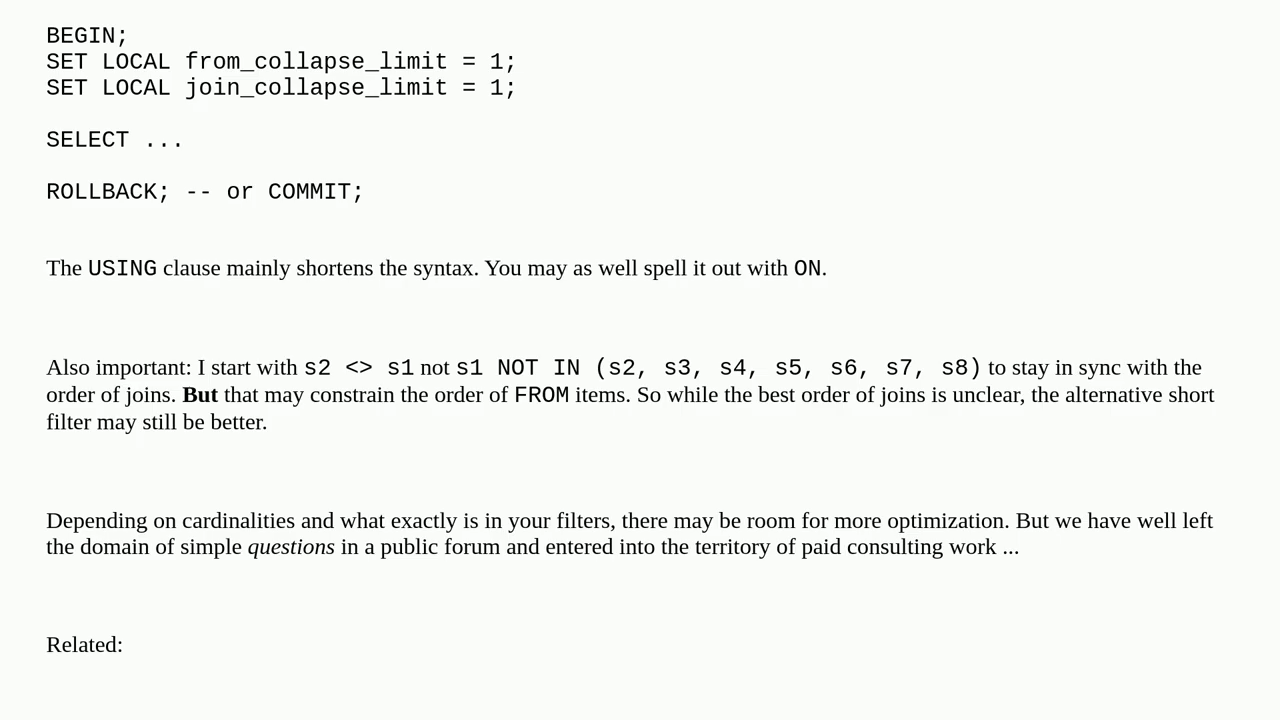 BEGIN;
SET LOCAL from_collapse_limit = 1;
SET LOCAL join_collapse_limit = 1;
SELECT ...
ROLLBACK; -- or COMMIT;
The USING clause mainly shortens the syntax. You may as well spell it out with ON.
Also important: I start with s2 <> s1 not s1 NOT IN (s2, s3, s4, s5, s6, s7, s8) to stay in sync with the
order of joins. But that may constrain the order of FROM items. So while the best order of joins is unclear, the alternative short
filter may still be better.
Depending on cardinalities and what exactly is in your filters, there may be room for more optimization. But we have well left
the domain of simple questions in a public forum and entered into the territory of paid consulting work ...
Related: